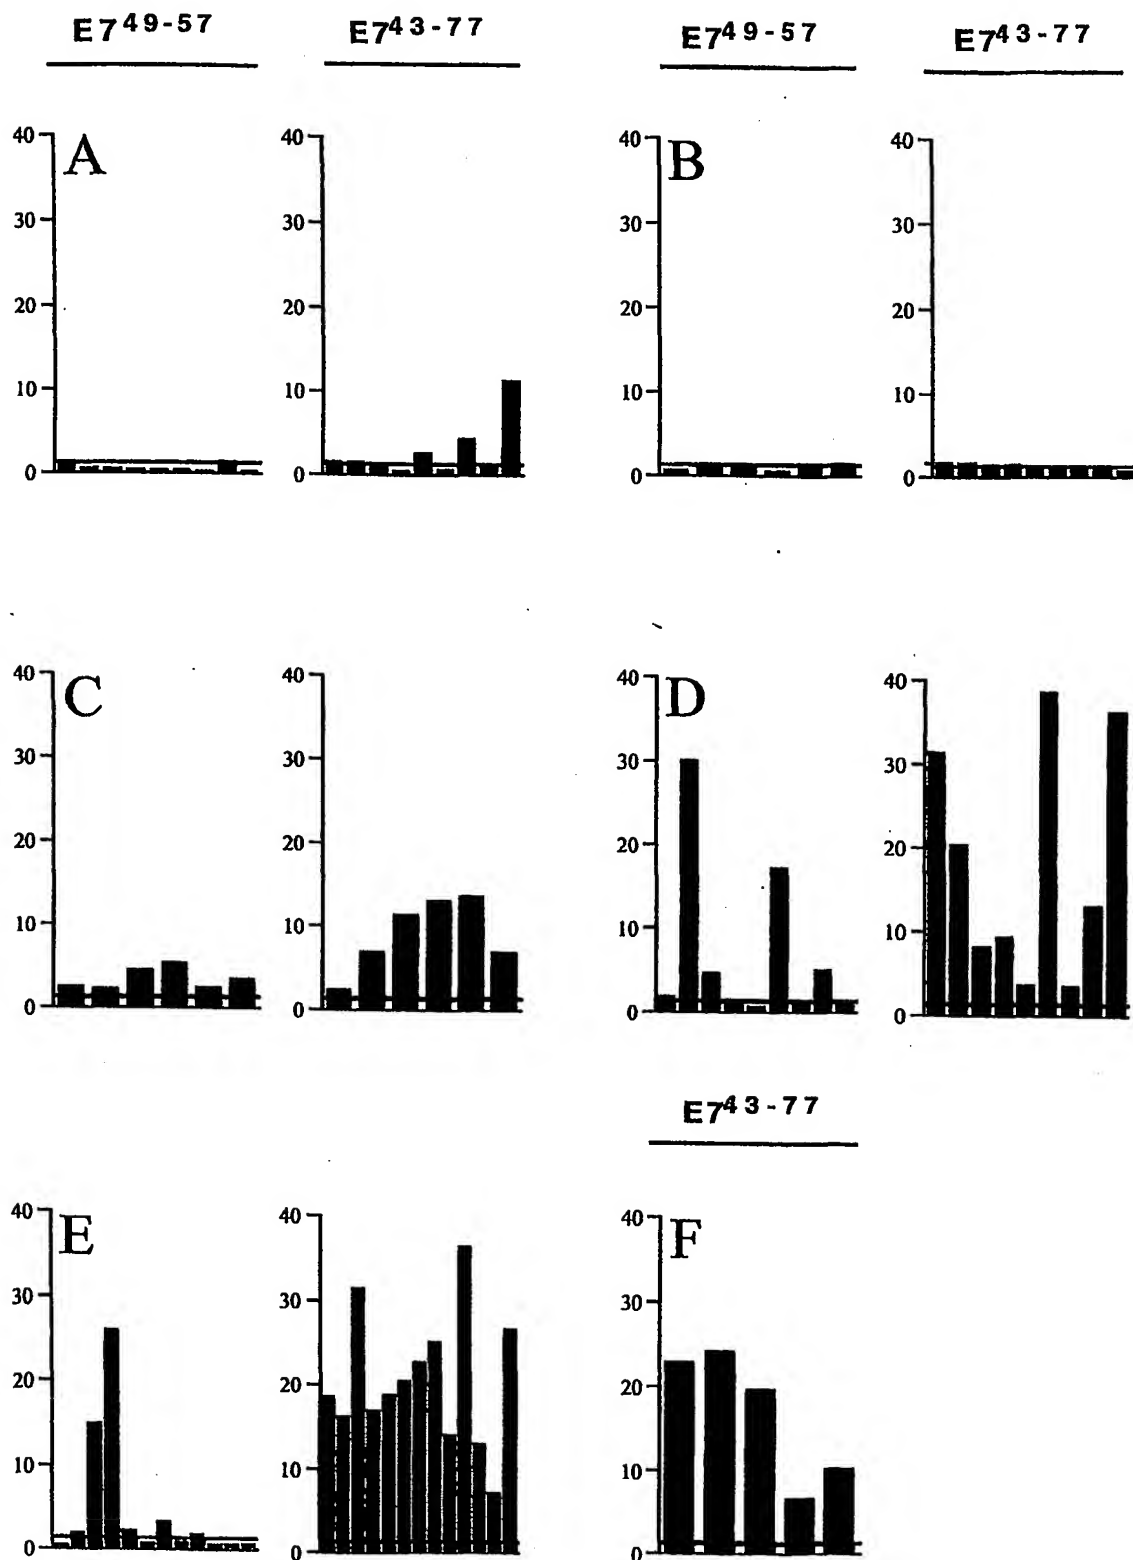 E7⁴⁹⁻⁵⁷ E7⁴³⁻⁷⁷ E7⁴⁹⁻⁵⁷ E7⁴³⁻⁷⁷
A B
40 40 40 40
30 30 30 30
20 20 20 20
10 10 10 10
0 0 0 0
C D
40 40 40 40
30 30 30 30
20 20 20 20
10 10 10 10
0 0 0 0
E7⁴³⁻⁷⁷
E F
40 40 40
30 30 30
20 20 20
10 10 10
0 0 0